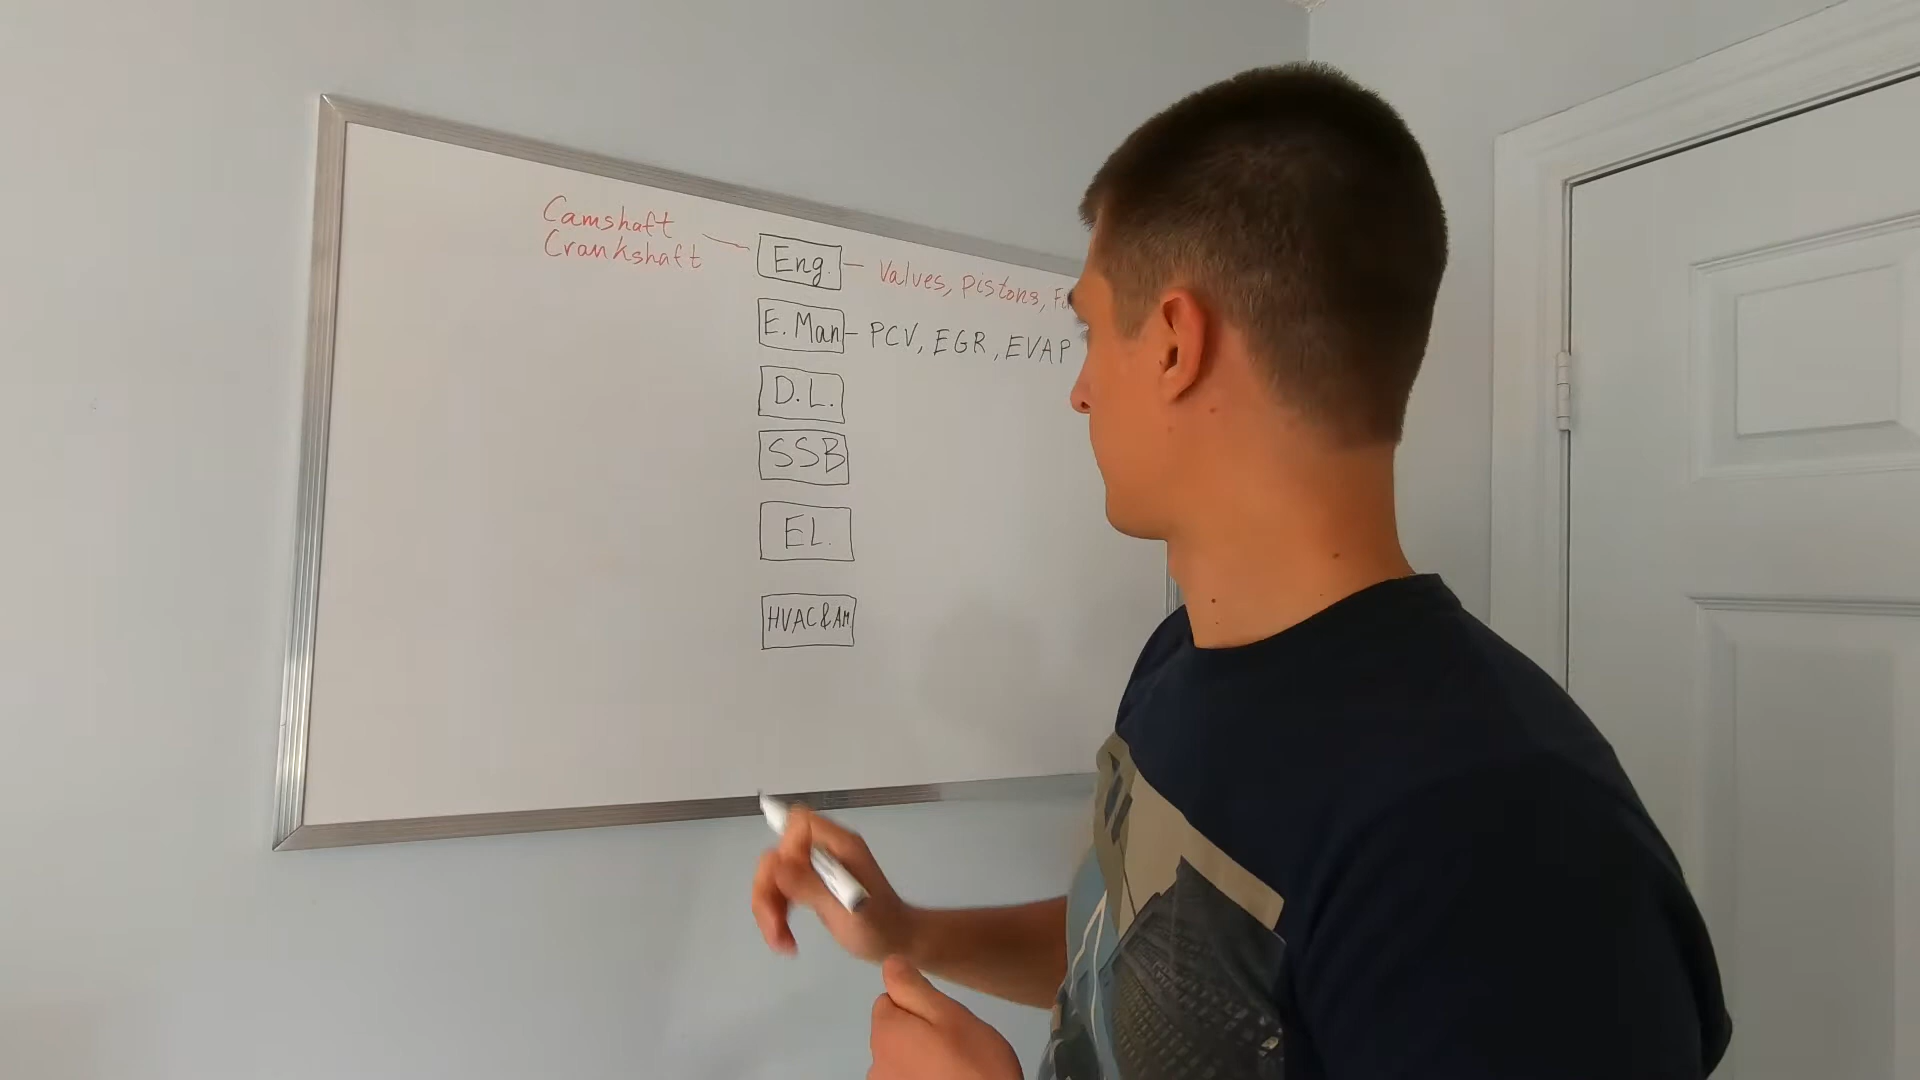 Camshaft
Crankshaft
Eng. - Valves, pistons,
E. Man - PCV, EGR, EVAP
D.L.
SSB
EL.
HVAC & AM